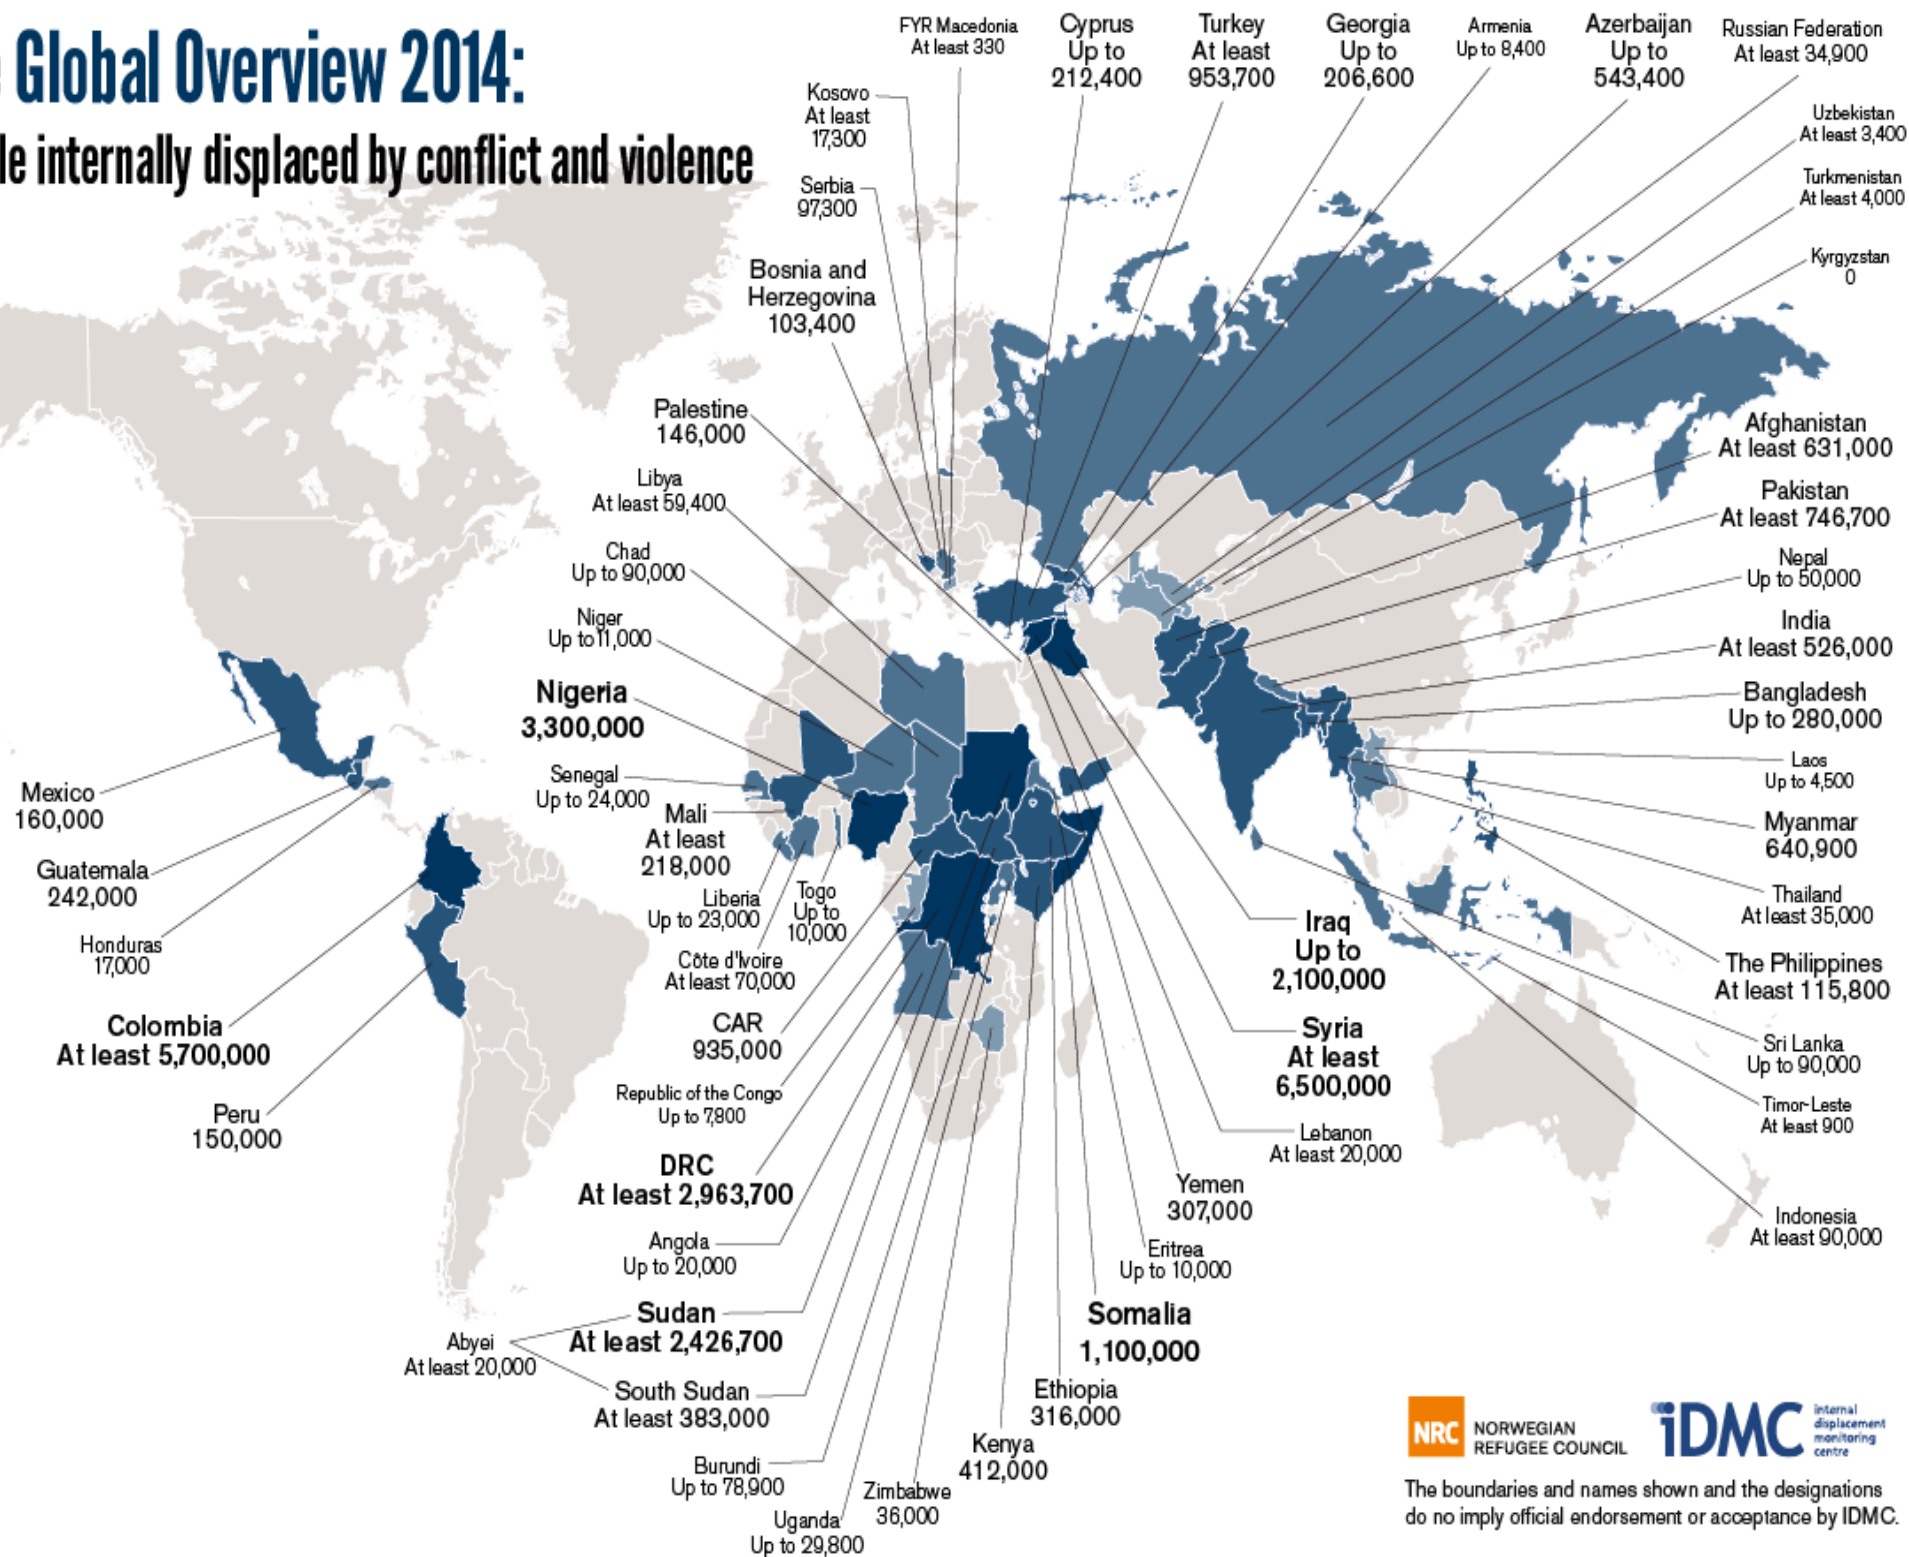 Global Overview 2014:
le internally displaced by conflict and violence
FYR Macedonia
At least 330
Cyprus
Up to
212,400
Turkey
At least
953,700
Georgia
Up to
206,600
Armenia
Up to 8,400
Azerbaijan
Up to
543,400
Russian Federation
At least 34,900
Kosovo
At least
17,300
Uzbekistan
At least 3,400
Serbia
97,300
Turkmenistan
At least 4,000
Kyrgyzstan
0
Bosnia and
Herzegovina
103,400
Palestine
146,000
Afghanistan
At least 631,000
Libya
At least 59,400
Pakistan
At least 746,700
Chad
Up to 90,000
Nepal
Up to 50,000
Niger
Up to 11,000
India
At least 526,000
Nigeria
3,300,000
Bangladesh
Up to 280,000
Senegal
Up to 24,000
Laos
Up to 4,500
Mexico
160,000
Mali
At least
218,000
Myanmar
640,900
Guatemala
242,000
Liberia
Up to 23,000
Togo
Up to
10,000
Thailand
At least 35,000
Honduras
17,000
Côte d'Ivoire
At least 70,000
Iraq
Up to
2,100,000
The Philippines
At least 115,800
Colombia
At least 5,700,000
CAR
935,000
Syria
At least
6,500,000
Sri Lanka
Up to 90,000
Peru
150,000
Republic of the Congo
Up to 7,800
Timor-Leste
At least 900
Lebanon
At least 20,000
DRC
At least 2,963,700
Yemen
307,000
Indonesia
At least 90,000
Angola
Up to 20,000
Eritrea
Up to 10,000
Sudan
At least 2,426,700
Somalia
1,100,000
Abyei
At least 20,000
South Sudan
At least 383,000
Ethiopia
316,000
Kenya
412,000
Burundi
Up to 78,900
Zimbabwe
36,000
Uganda
Up to 29,800
NRC
NORWEGIAN
REFUGEE COUNCIL
iDMC
internal
displacement
monitoring
centre
The boundaries and names shown and the designations
do no imply official endorsement or acceptance by IDMC.